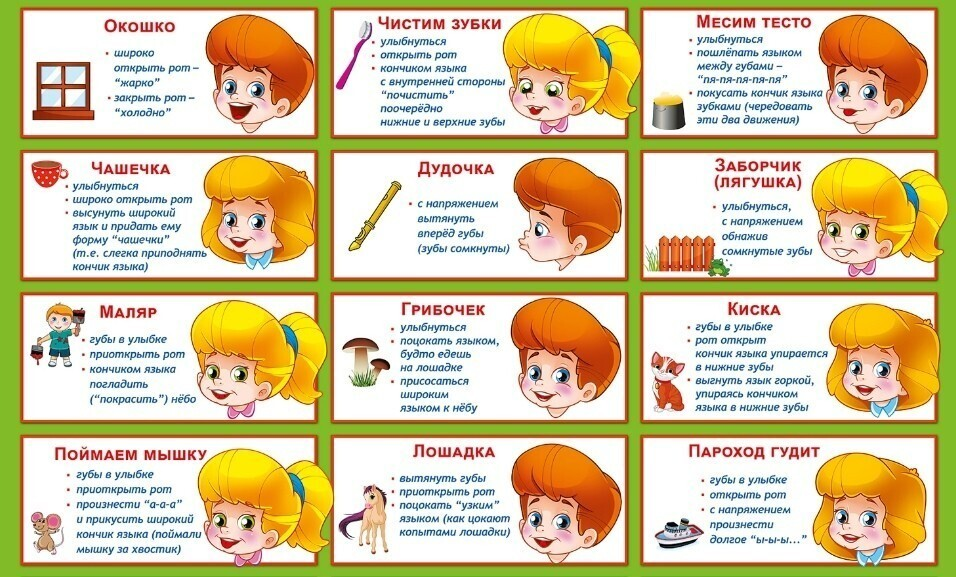 Окошко
• широко
открыть рот –
“жарко”
• закрыть рот –
“холодно”
Чистим зубки
• улыбнуться
• открыть рот
• кончиком языка
с внутренней стороны
“почистить”
поочерёдно
нижние и верхние зубы
Месим тесто
• улыбнуться
• пошлёпать языком
между губами –
“пя-пя-пя-пя-пя”
• покусать кончик языка
зубками (чередовать
эти два движения)
Чашечка
• улыбнуться
• широко открыть рот
• высунуть широкий
язык и придать ему
форму “чашечки”
(т.е. слегка приподнять
кончик языка)
Дудочка
• с напряжением
вытянуть
вперёд губы
(зубы сомкнуты)
Заборчик
(лягушка)
• улыбнуться,
с напряжением
обнажив
сомкнутые зубы
Маляр
• губы в улыбке
• приоткрыть рот
• кончиком языка
погладить
(“покрасить”) нёбо
Грибочек
• улыбнуться
• поцокать языком,
будто едешь
на лошадке
• присосаться
широким
языком к нёбу
Киска
• губы в улыбке
• рот открыт
кончик языка упирается
в нижние зубы
• выгнуть язык горкой,
упираясь кончиком
языка в нижние зубы
Поймаем мышку
• губы в улыбке
• приоткрыть рот
• произнести “а-а-а”
и прикусить широкий
кончик языка (поймали
мышку за хвостик)
Лошадка
• вытянуть губы
• приоткрыть рот
• поцокать “узким”
языком (как цокают
копытами лошадки)
Пароход гудит
• губы в улыбке
• открыть рот
• с напряжением
произнести
долгое “ы-ы-ы...”